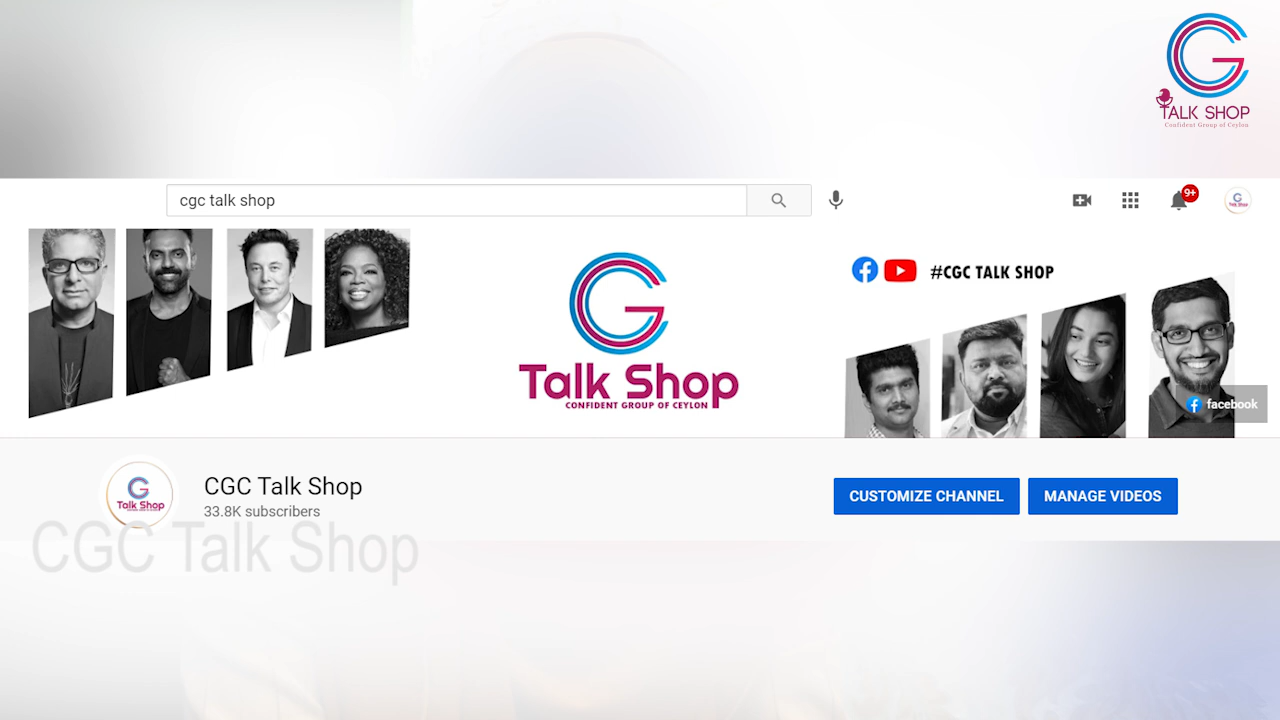 TALK SHOP
Confident Group of Ceylon
cgc talk shop
9+
#CGC TALK SHOP
Talk Shop
CONFIDENT GROUP OF CEYLON
facebook
CGC Talk Shop
33.8K subscribers
CUSTOMIZE CHANNEL
MANAGE VIDEOS
Talk Shop
CGC Talk Shop